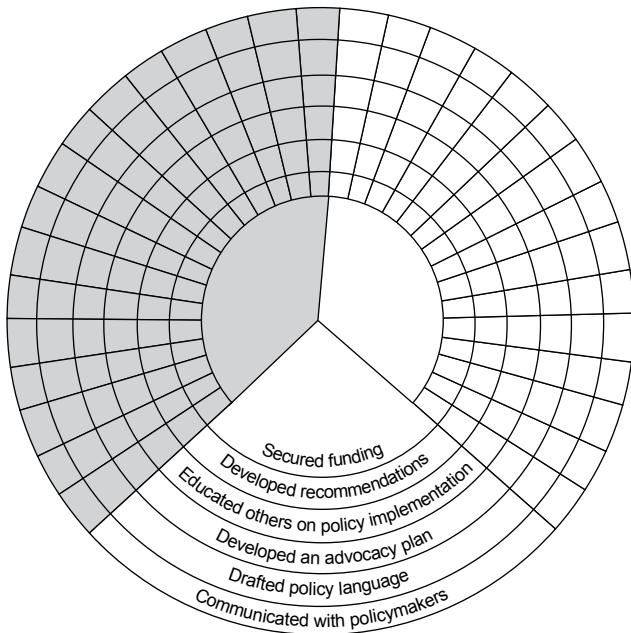 Secured funding
Developed recommendations
Educated others on policy implementation
Developed an advocacy plan
Drafted policy language
Communicated with policymakers